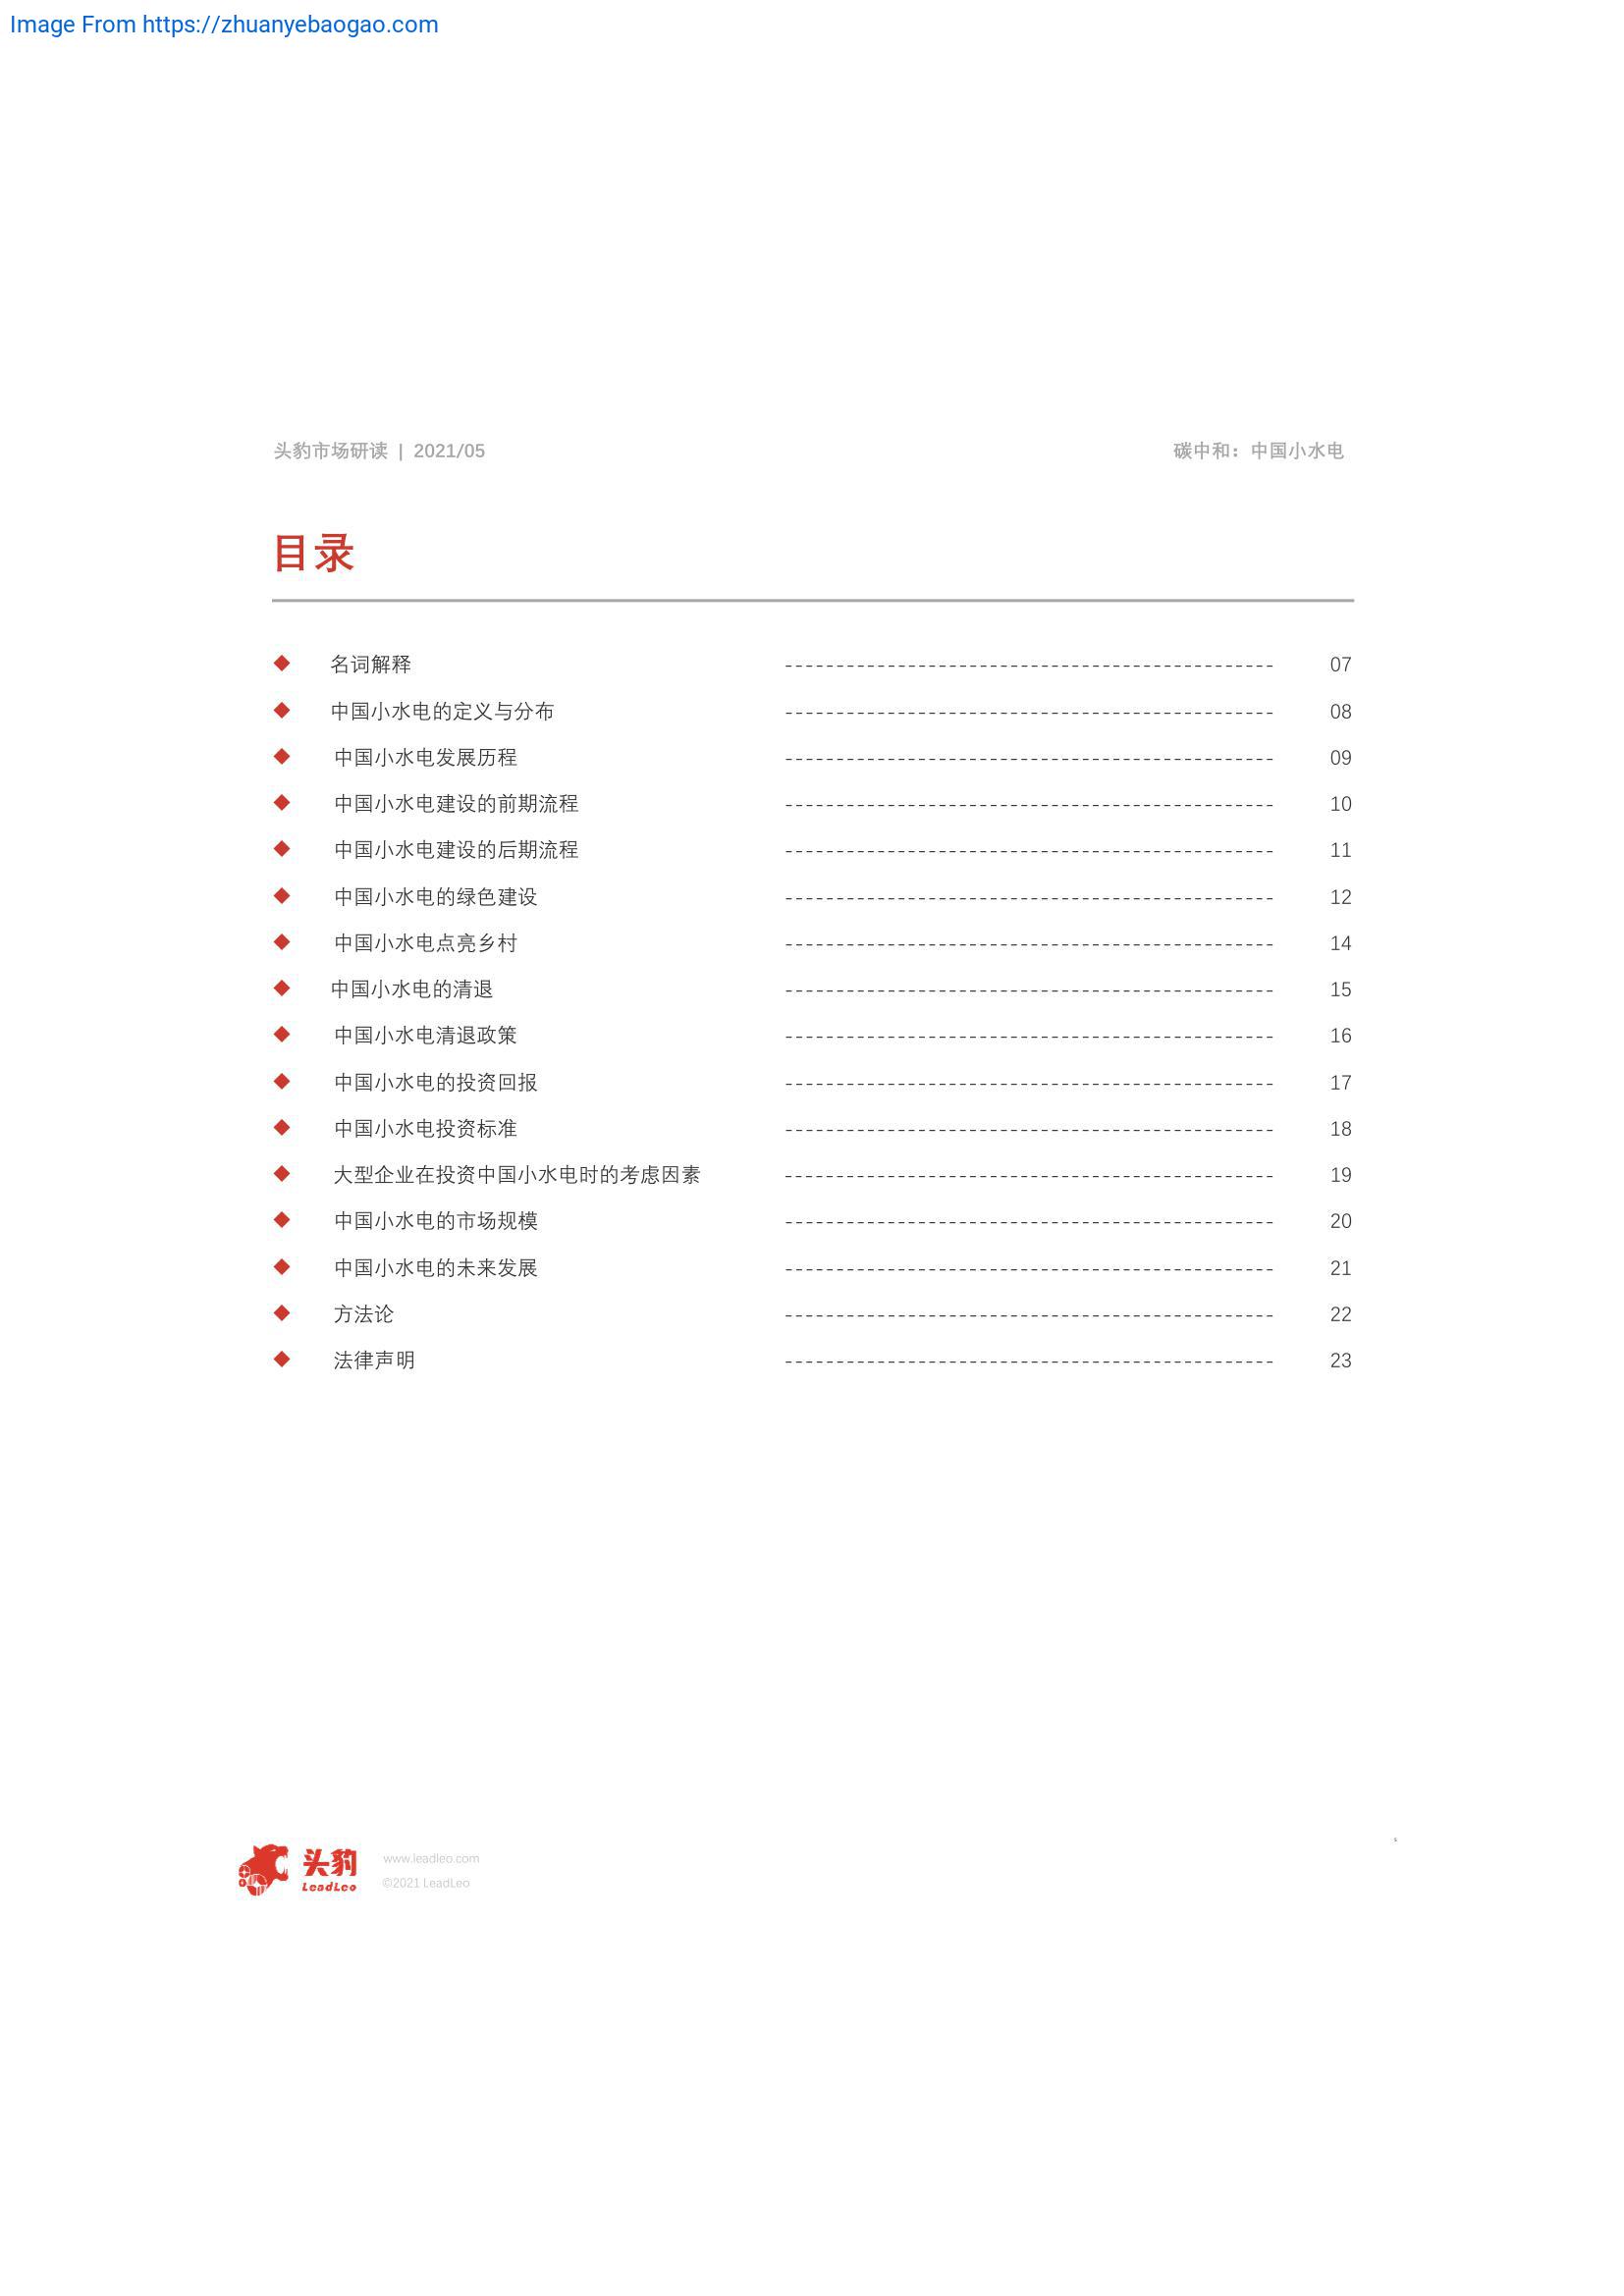 Image From https://zhuanyebaogao.com
头豹市场研读 | 2021/05 碳中和：中国小水电
目录
◆ 名词解释 ---------------------------------------------- 07
◆ 中国小水电的定义与分布 ---------------------------------------------- 08
◆ 中国小水电发展历程 ---------------------------------------------- 09
◆ 中国小水电建设的前期流程 ---------------------------------------------- 10
◆ 中国小水电建设的后期流程 ---------------------------------------------- 11
◆ 中国小水电的绿色建设 ---------------------------------------------- 12
◆ 中国小水电点亮乡村 ---------------------------------------------- 14
◆ 中国小水电的清退 ---------------------------------------------- 15
◆ 中国小水电清退政策 ---------------------------------------------- 16
◆ 中国小水电的投资回报 ---------------------------------------------- 17
◆ 中国小水电投资标准 ---------------------------------------------- 18
◆ 大型企业在投资中国小水电时的考虑因素 ---------------------------------------------- 19
◆ 中国小水电的市场规模 ---------------------------------------------- 20
◆ 中国小水电的未来发展 ---------------------------------------------- 21
◆ 方法论 ---------------------------------------------- 22
◆ 法律声明 ---------------------------------------------- 23
头豹
LeadLeo
www.leadleo.com
©2021 LeadLeo